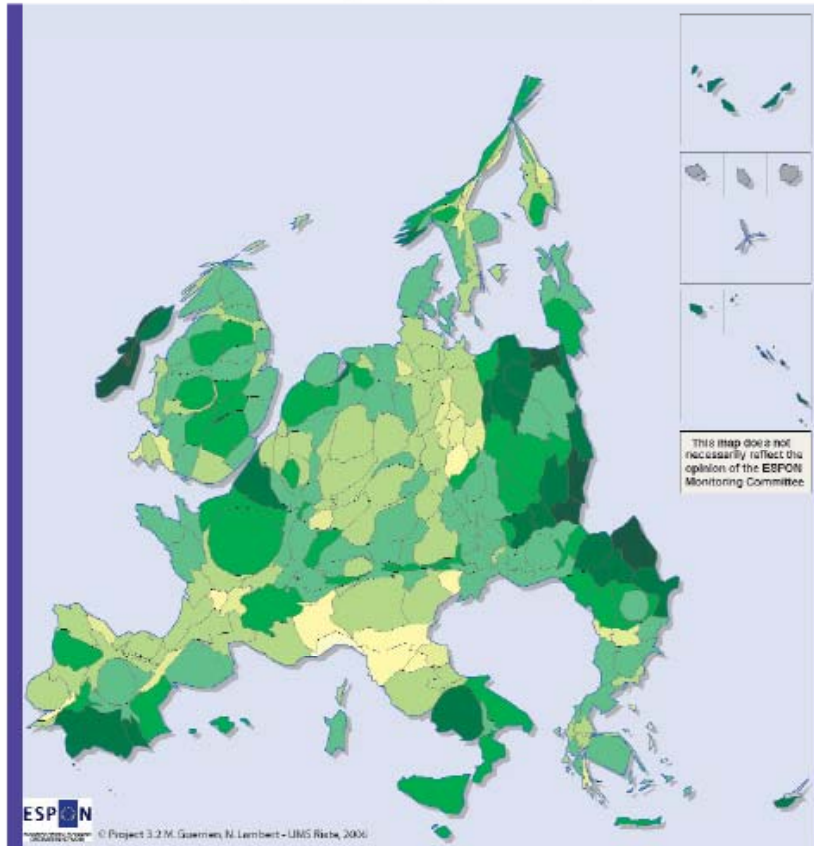 This map does not
necessarily reflect the
opinion of the ESPON
Monitoring Committee
ESPON
© Project 3.2 M. Guerrien, N. Lambert - UMS Riate, 2006